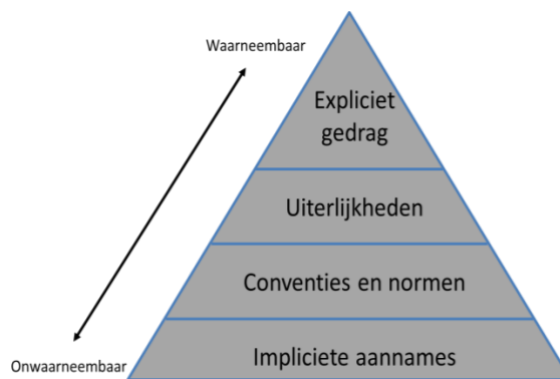 Waarneembaar
Expliciet
gedrag
Uiterlijkheden
Conventies en normen
Impliciete aannames
Onwaarneembaar